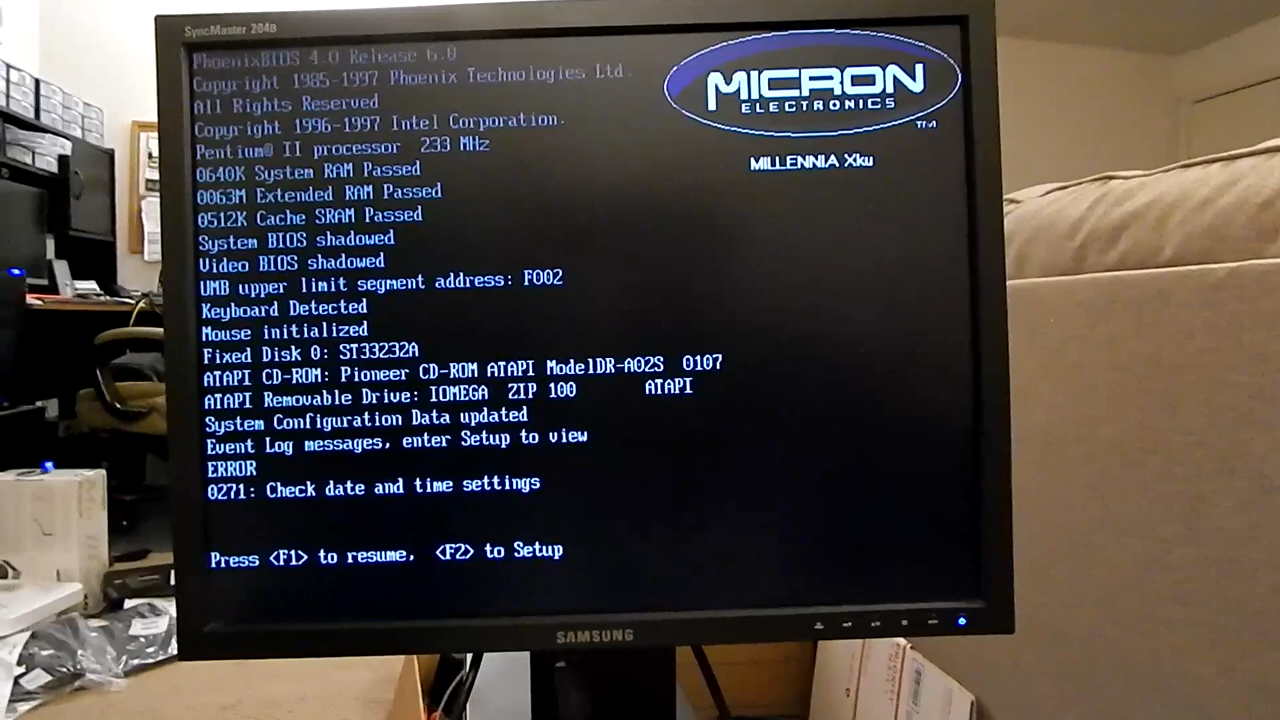 SyncMaster 204B
PhoenixBIOS 4.0 Release 6.0
Copyright 1985-1997 Phoenix Technologies Ltd.
All Rights Reserved
Copyright 1996-1997 Intel Corporation.
Pentium® II processor 233 MHz
0640K System RAM Passed
0063M Extended RAM Passed
0512K Cache SRAM Passed
System BIOS shadowed
Video BIOS shadowed
UMB upper limit segment address: F002
Keyboard Detected
Mouse initialized
Fixed Disk 0: ST33232A
ATAPI CD-ROM: Pioneer CD-ROM ATAPI ModelDR-A02S 0107
ATAPI Removable Drive: IOMEGA ZIP 100 ATAPI
System Configuration Data updated
Event Log messages, enter Setup to view
ERROR
0271: Check date and time settings
Press <F1> to resume, <F2> to Setup
MICRON
ELECTRONICS
TM
MILLENNIA Xku
SAMSUNG